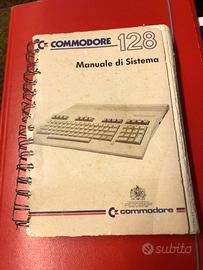 COMMODORE 128
Manuale di Sistema
commodore
subito